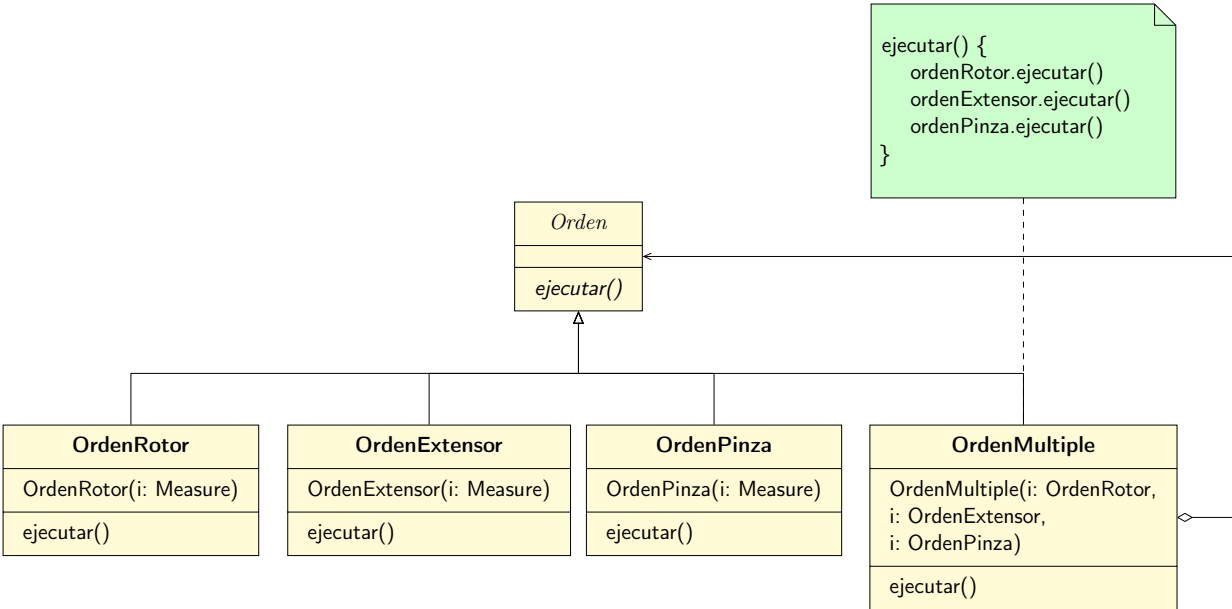 ejecutar() {
ordenRotor.ejecutar()
ordenExtensor.ejecutar()
ordenPinza.ejecutar()
}
Orden
ejecutar()
OrdenRotor
OrdenRotor(i: Measure)
ejecutar()
OrdenExtensor
OrdenExtensor(i: Measure)
ejecutar()
OrdenPinza
OrdenPinza(i: Measure)
ejecutar()
OrdenMultiple
OrdenMultiple(i: OrdenRotor,
i: OrdenExtensor,
i: OrdenPinza)
ejecutar()